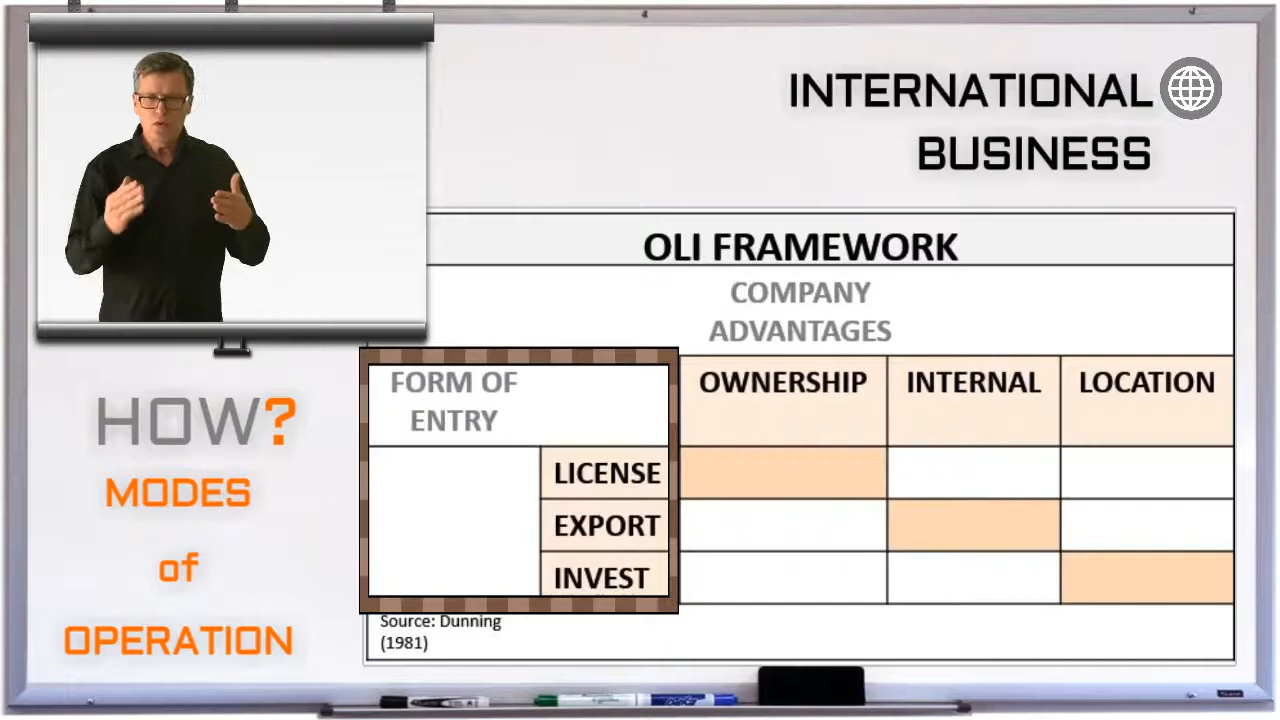 INTERNATIONAL
BUSINESS
OLI FRAMEWORK
COMPANY
ADVANTAGES
FORM OF
ENTRY
OWNERSHIP
INTERNAL
LOCATION
LICENSE
EXPORT
INVEST
Source: Dunning
(1981)
HOW?
MODES
of
OPERATION